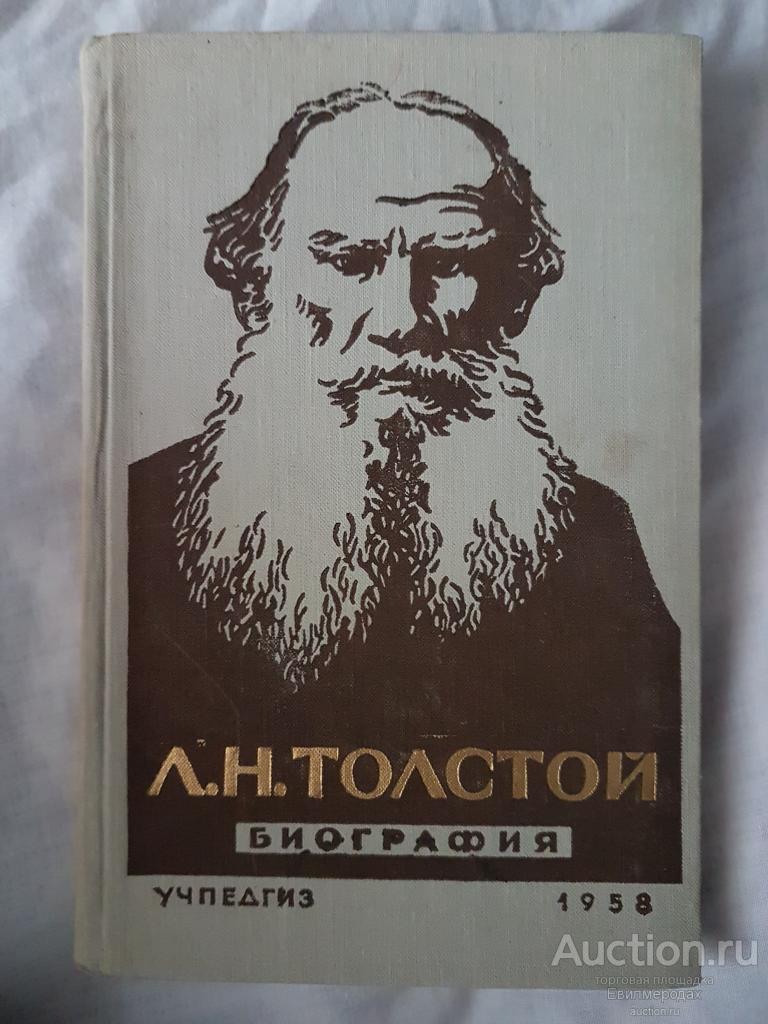 Л.Н.ТОЛСТОЙ
БИОГРАФИЯ
УЧПЕДГИЗ 1958
Auction.ru
торговая площадка
Евилмеродах
auction.ru